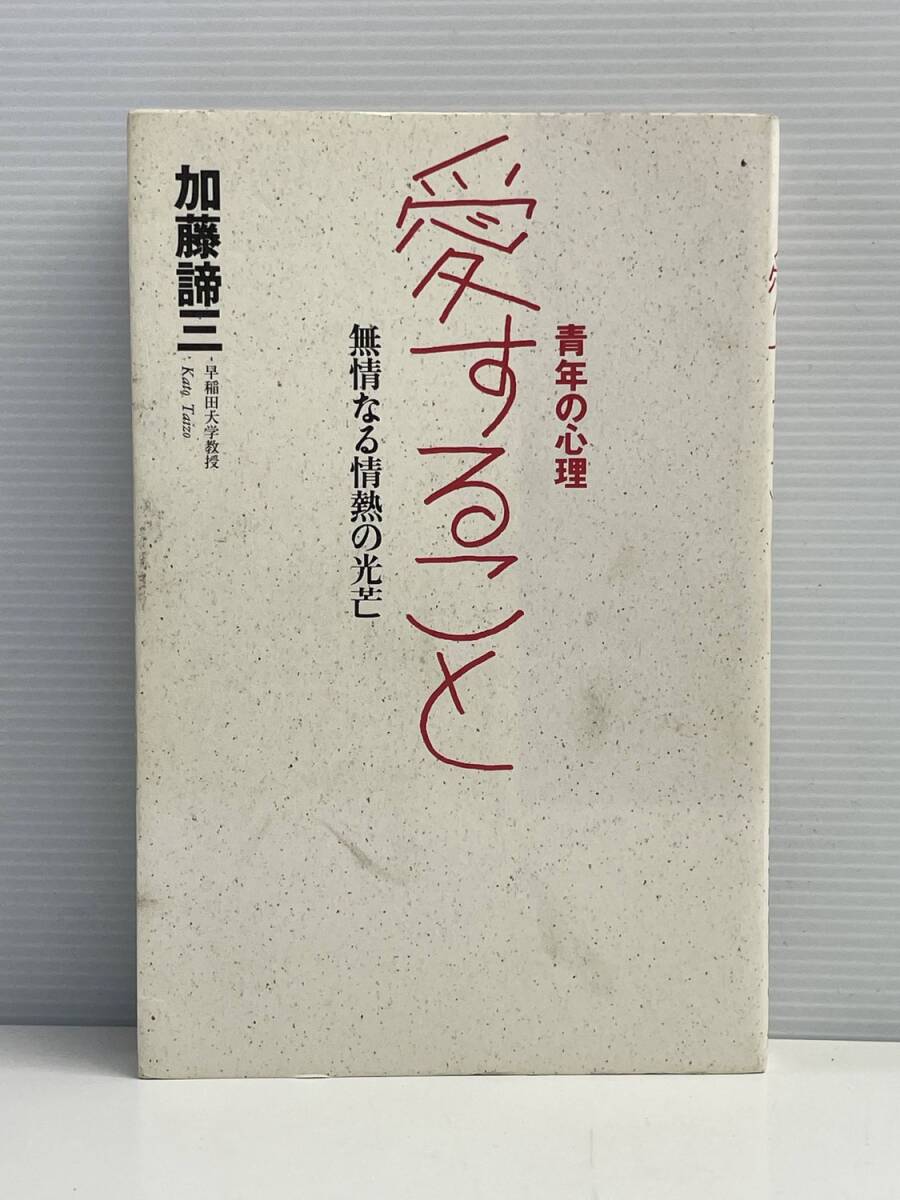 青年の心理
愛すること
無情なる情熱の光芒
加藤諦三
早稲田大学教授
Kato Taizo